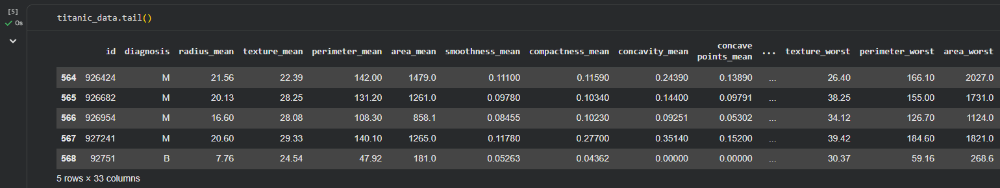 [5]
0s
titanic_data.tail()
id diagnosis radius_mean texture_mean perimeter_mean area_mean smoothness_mean compactness_mean concavity_mean concave points_mean ... texture_worst perimeter_worst area_worst
564 926424 M 21.56 22.39 142.00 1479.0 0.11100 0.11590 0.24390 0.13890 ... 26.40 166.10 2027.0
565 926682 M 20.13 28.25 131.20 1261.0 0.09780 0.10340 0.14400 0.09791 ... 38.25 155.00 1731.0
566 926954 M 16.60 28.08 108.30 858.1 0.08455 0.10230 0.09251 0.05302 ... 34.12 126.70 1124.0
567 927241 M 20.60 29.33 140.10 1265.0 0.11780 0.27700 0.35140 0.15200 ... 39.42 184.60 1821.0
568 92751 B 7.76 24.54 47.92 181.0 0.05263 0.04362 0.00000 0.00000 ... 30.37 59.16 268.6
5 rows × 33 columns